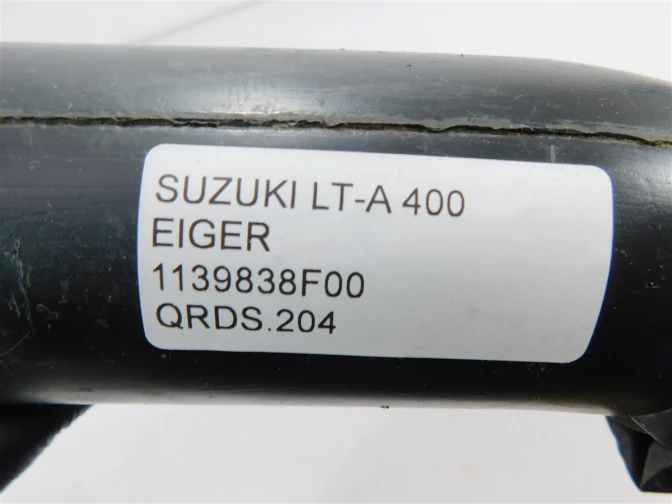 SUZUKI LT-A 400
EIGER
1139838F00
QRDS.204